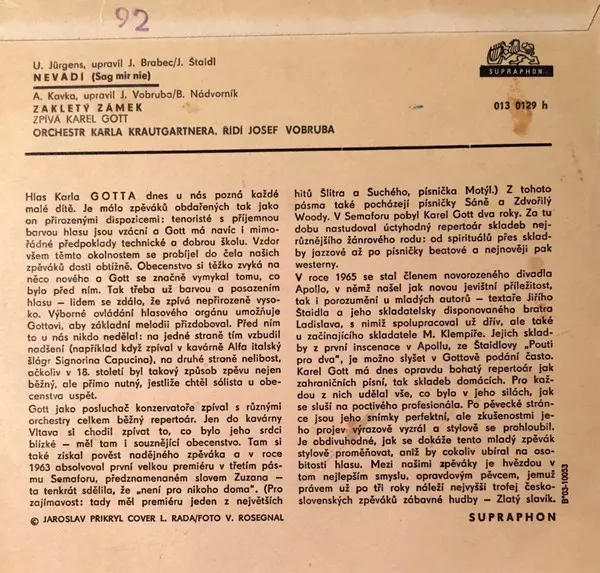 92
U. Jürgens, upravil J. Brabec/J. Štaidl
NEVADÍ (Sag mir nie)
A. Kavka, upravil J. Vobruba/B. Nádvorník
ZAKLETÝ ZÁMEK
ZPÍVÁ KAREL GOTT
ORCHESTR KARLA KRAUTGARTNERA. ŘÍDÍ JOSEF VOBRUBA
SUPRAPHON
013 0129 h
Hlas Karla GOTTA dnes u nás pozná každé
malé dítě. Je málo zpěváků obdařených tak jako
on přirozenými dispozicemi: tenoristé s příjemnou
barvou hlasu jsou vzácní a Gott má navíc i mimo-
řádné předpoklady technické a dobrou školu. Vzdor
všem těmto okolnostem se probíjel do čela našich
zpěváků dosti obtížně. Obecenstvo si těžko zvyká na
něco nového a Gott se značně vymykal tomu, co
bylo před ním. Tak třeba už barvou a posazením
hlasu – lidem se zdálo, že zpívá nepřirozeně vyso-
ko. Výborné ovládání hlasového orgánu umožňuje
Gottovi, aby základní melodii přizdoboval. Před ním
to u nás nikdo nedělal: na jedné straně tím vzbudil
nadšení (například když zpíval v kavárně Alfa italský
šlágr Signorina Capucina), na druhé straně nelibost,
ačkoliv v 18. století byl takový způsob zpěvu nejen
běžný, ale přímo nutný, jestliže chtěl sólista u obe-
censtva uspět.
Gott jako posluchač konzervatoře zpíval s různými
orchestry celkem běžný repertoár. Jen do kavárny
Vltava si chodil zpívat to, co bylo jeho srdci
blízké – měl tam i souznějící obecenstvo. Tam si
také získal pověst nadějného zpěváka a v roce
1963 absolvoval první velkou premiéru v třetím pás-
mu Semaforu, předznamenaném slovem Zuzana –
ta tenkrát sdělila, že „není pro nikoho doma". (Pro
zajímavost: tady měl premiéru jeden z největších
hitů Šlitra a Suchého, písnička Motýl.) Z tohoto
pásma také pocházejí písničky Sáně a Zdvořilý
Woody. V Semaforu pobyl Karel Gott dva roky. Za tu
dobu nastudoval úctyhodný repertoár skladeb nej-
různějšího žánrového rodu: od spirituálů přes sklad-
by jazzové až po písničky beatové a nejnověji pak
westerny.
V roce 1965 se stal členem novorozeného divadla
Apollo, v němž našel jak novou jevištní příležitost,
tak i porozumění u mladých autorů – textaře Jiřího
Štaidla a jeho skladatelsky disponovaného bratra
Ladislava, s nimiž spolupracoval už dřív, ale také
u začínajícího skladatele M. Klempíře. Jejich sklad-
by z první inscenace v Apollu, ze Štaidlovy „Pouti
pro dva", je možno slyšet v Gottově podání často.
Karel Gott má dnes opravdu bohatý repertoár jak
zahraničních písní, tak skladeb domácích. Pro kaž-
dou z nich udělal vše, co bylo v jeho silách, jak
se sluší na poctivého profesionála. Po pěvecké strán-
ce jsou jeho snímky perfektní, ale zkušenostmi je-
ho projev výrazově vyzrál a stylově se prohloubil.
Je obdivuhodné, jak se dokáže tento mladý zpěvák
stylově proměňovat, aniž by cokoliv ubíral na oso-
bitosti hlasu. Mezi našimi zpěváky je hvězdou v
tom nejlepším smyslu, opravdovým pěvcem, jemuž
právem už po tři roky náleží nejvyšší trofej česko-
slovenských zpěváků zábavné hudby – Zlatý slavík.
© JAROSLAV PRIKRYL COVER L. RADA/FOTO V. ROSEGNAL
SUPRAPHON
B*03-10053